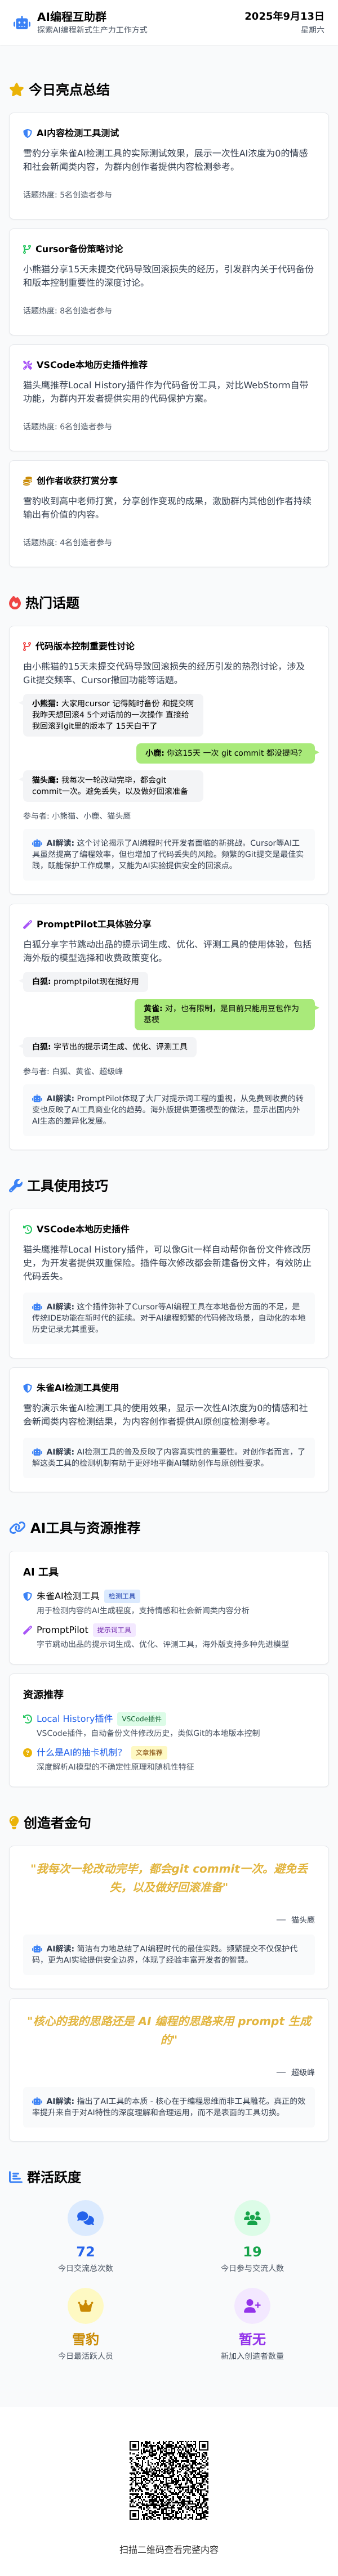 AI编程互助群
探索AI编程新式生产力工作方式
2025年9月13日
星期六
今日亮点总结
AI内容检测工具测试
雪豹分享朱雀AI检测工具的实际测试效果，展示一次性AI浓度为0的情感
和社会新闻类内容，为群内创作者提供内容检测参考。
话题热度: 5名创造者参与
Cursor备份策略讨论
小熊猫分享15天未提交代码导致回滚损失的经历，引发群内关于代码备份
和版本控制重要性的深度讨论。
话题热度: 8名创造者参与
VSCode本地历史插件推荐
猫头鹰推荐Local History插件作为代码备份工具，对比WebStorm自带
功能，为群内开发者提供实用的代码保护方案。
话题热度: 6名创造者参与
创作者收获打赏分享
雪豹收到高中老师打赏，分享创作变现的成果，激励群内其他创作者持续
输出有价值的内容。
话题热度: 4名创造者参与
热门话题
代码版本控制重要性讨论
由小熊猫的15天未提交代码导致回滚损失的经历引发的热烈讨论，涉及
Git提交频率、Cursor撤回功能等话题。
小熊猫: 大家用cursor 记得随时备份 和提交啊
我昨天想回滚4 5个对话前的一次操作 直接给
我回滚到git里的版本了 15天白干了
小鹿: 你这15天 一次 git commit 都没提吗?
猫头鹰: 我每次一轮改动完毕，都会git
commit一次。避免丢失，以及做好回滚准备
参与者: 小熊猫、小鹿、猫头鹰
AI解读: 这个讨论揭示了AI编程时代开发者面临的新挑战。Cursor等AI工
具虽然提高了编程效率，但也增加了代码丢失的风险。频繁的Git提交是最佳实
践，既能保护工作成果，又能为AI实验提供安全的回滚点。
PromptPilot工具体验分享
白狐分享字节跳动出品的提示词生成、优化、评测工具的使用体验，包括
海外版的模型选择和收费政策变化。
白狐: promptpilot现在挺好用
黄雀: 对，也有限制，是目前只能用豆包作为
基模
白狐: 字节出的提示词生成、优化、评测工具
参与者: 白狐、黄雀、超级峰
AI解读: PromptPilot体现了大厂对提示词工程的重视，从免费到收费的转
变也反映了AI工具商业化的趋势。海外版提供更强模型的做法，显示出国内外
AI生态的差异化发展。
工具使用技巧
VSCode本地历史插件
猫头鹰推荐Local History插件，可以像Git一样自动帮你备份文件修改历
史，为开发者提供双重保险。插件每次修改都会新建备份文件，有效防止
代码丢失。
AI解读: 这个插件弥补了Cursor等AI编程工具在本地备份方面的不足，是
传统IDE功能在新时代的延续。对于AI编程频繁的代码修改场景，自动化的本地
历史记录尤其重要。
朱雀AI检测工具使用
雪豹演示朱雀AI检测工具的使用效果，显示一次性AI浓度为0的情感和社
会新闻类内容检测结果，为内容创作者提供AI原创度检测参考。
AI解读: AI检测工具的普及反映了内容真实性的重要性。对创作者而言，了
解这类工具的检测机制有助于更好地平衡AI辅助创作与原创性要求。
AI工具与资源推荐
AI 工具
朱雀AI检测工具 检测工具
用于检测内容的AI生成程度，支持情感和社会新闻类内容分析
PromptPilot 提示词工具
字节跳动出品的提示词生成、优化、评测工具，海外版支持多种先进模型
资源推荐
Local History插件 VSCode插件
VSCode插件，自动备份文件修改历史，类似Git的本地版本控制
什么是AI的抽卡机制？ 文章推荐
深度解析AI模型的不确定性原理和随机性特征
创造者金句
"我每次一轮改动完毕，都会git commit一次。避免丢
失，以及做好回滚准备"
— 猫头鹰
AI解读: 简洁有力地总结了AI编程时代的最佳实践。频繁提交不仅保护代
码，更为AI实验提供安全边界，体现了经验丰富开发者的智慧。
"核心的我的思路还是 AI 编程的思路来用 prompt 生成
的"
— 超级峰
AI解读: 指出了AI工具的本质 - 核心在于编程思维而非工具雕花。真正的效
率提升来自于对AI特性的深度理解和合理运用，而不是表面的工具切换。
群活跃度
72
今日交流总次数
19
今日参与交流人数
雪豹
今日最活跃人员
暂无
新加入创造者数量
扫描二维码查看完整内容